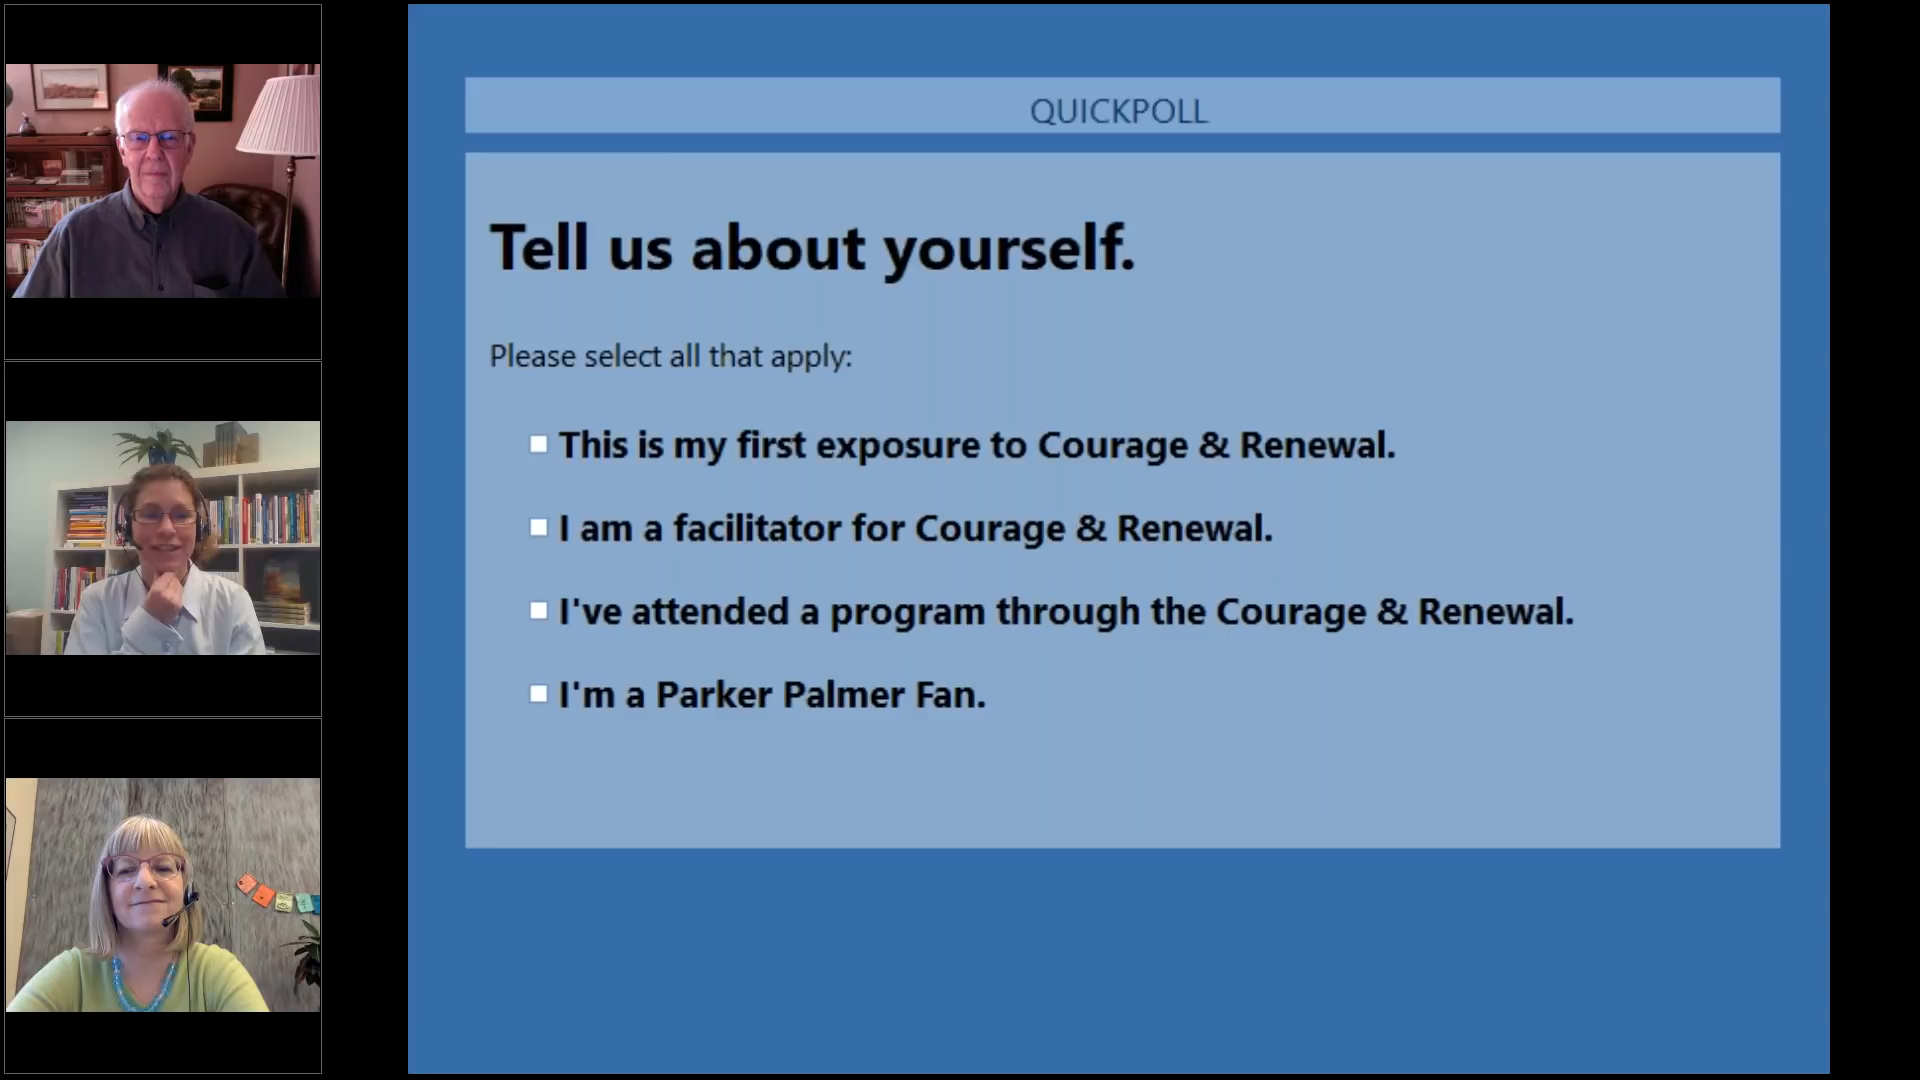 QUICKPOLL
Tell us about yourself.
Please select all that apply:
This is my first exposure to Courage & Renewal.
I am a facilitator for Courage & Renewal.
I've attended a program through the Courage & Renewal.
I'm a Parker Palmer Fan.